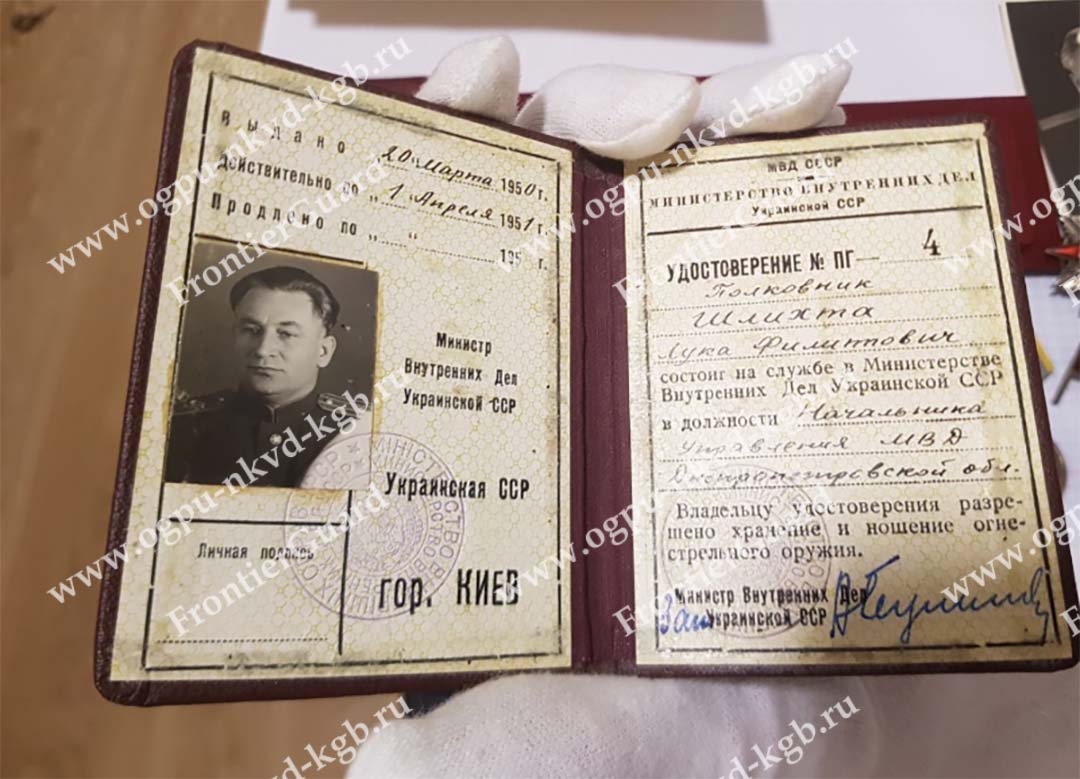 Выдано „20“ Марта 1950 г.
Действительно по „1“ Апреля 1951 г.
Продлено по „ “ 195 г.
Министр
Внутренних Дел
Украинской ССР
Украинская ССР
Личная подпись
гор. КИЕВ
МВД СССР
МИНИСТЕРСТВО ВНУТРЕННИХ ДЕЛ
Украинской ССР
УДОСТОВЕРЕНИЕ № ПГ— 4
Полковник
Шлихта
Лука Филиппович
состоит на службе в Министерстве
Внутренних Дел Украинской ССР
в должности Начальника
Управления МВД
Днепропетровской обл.
Владельцу удостоверения разре-
шено хранение и ношение огне-
стрельного оружия.
Министр Внутренних Дел
Зам Украинской ССР
www.ogpu-nkvd-kgb.ru
FrontierGuard